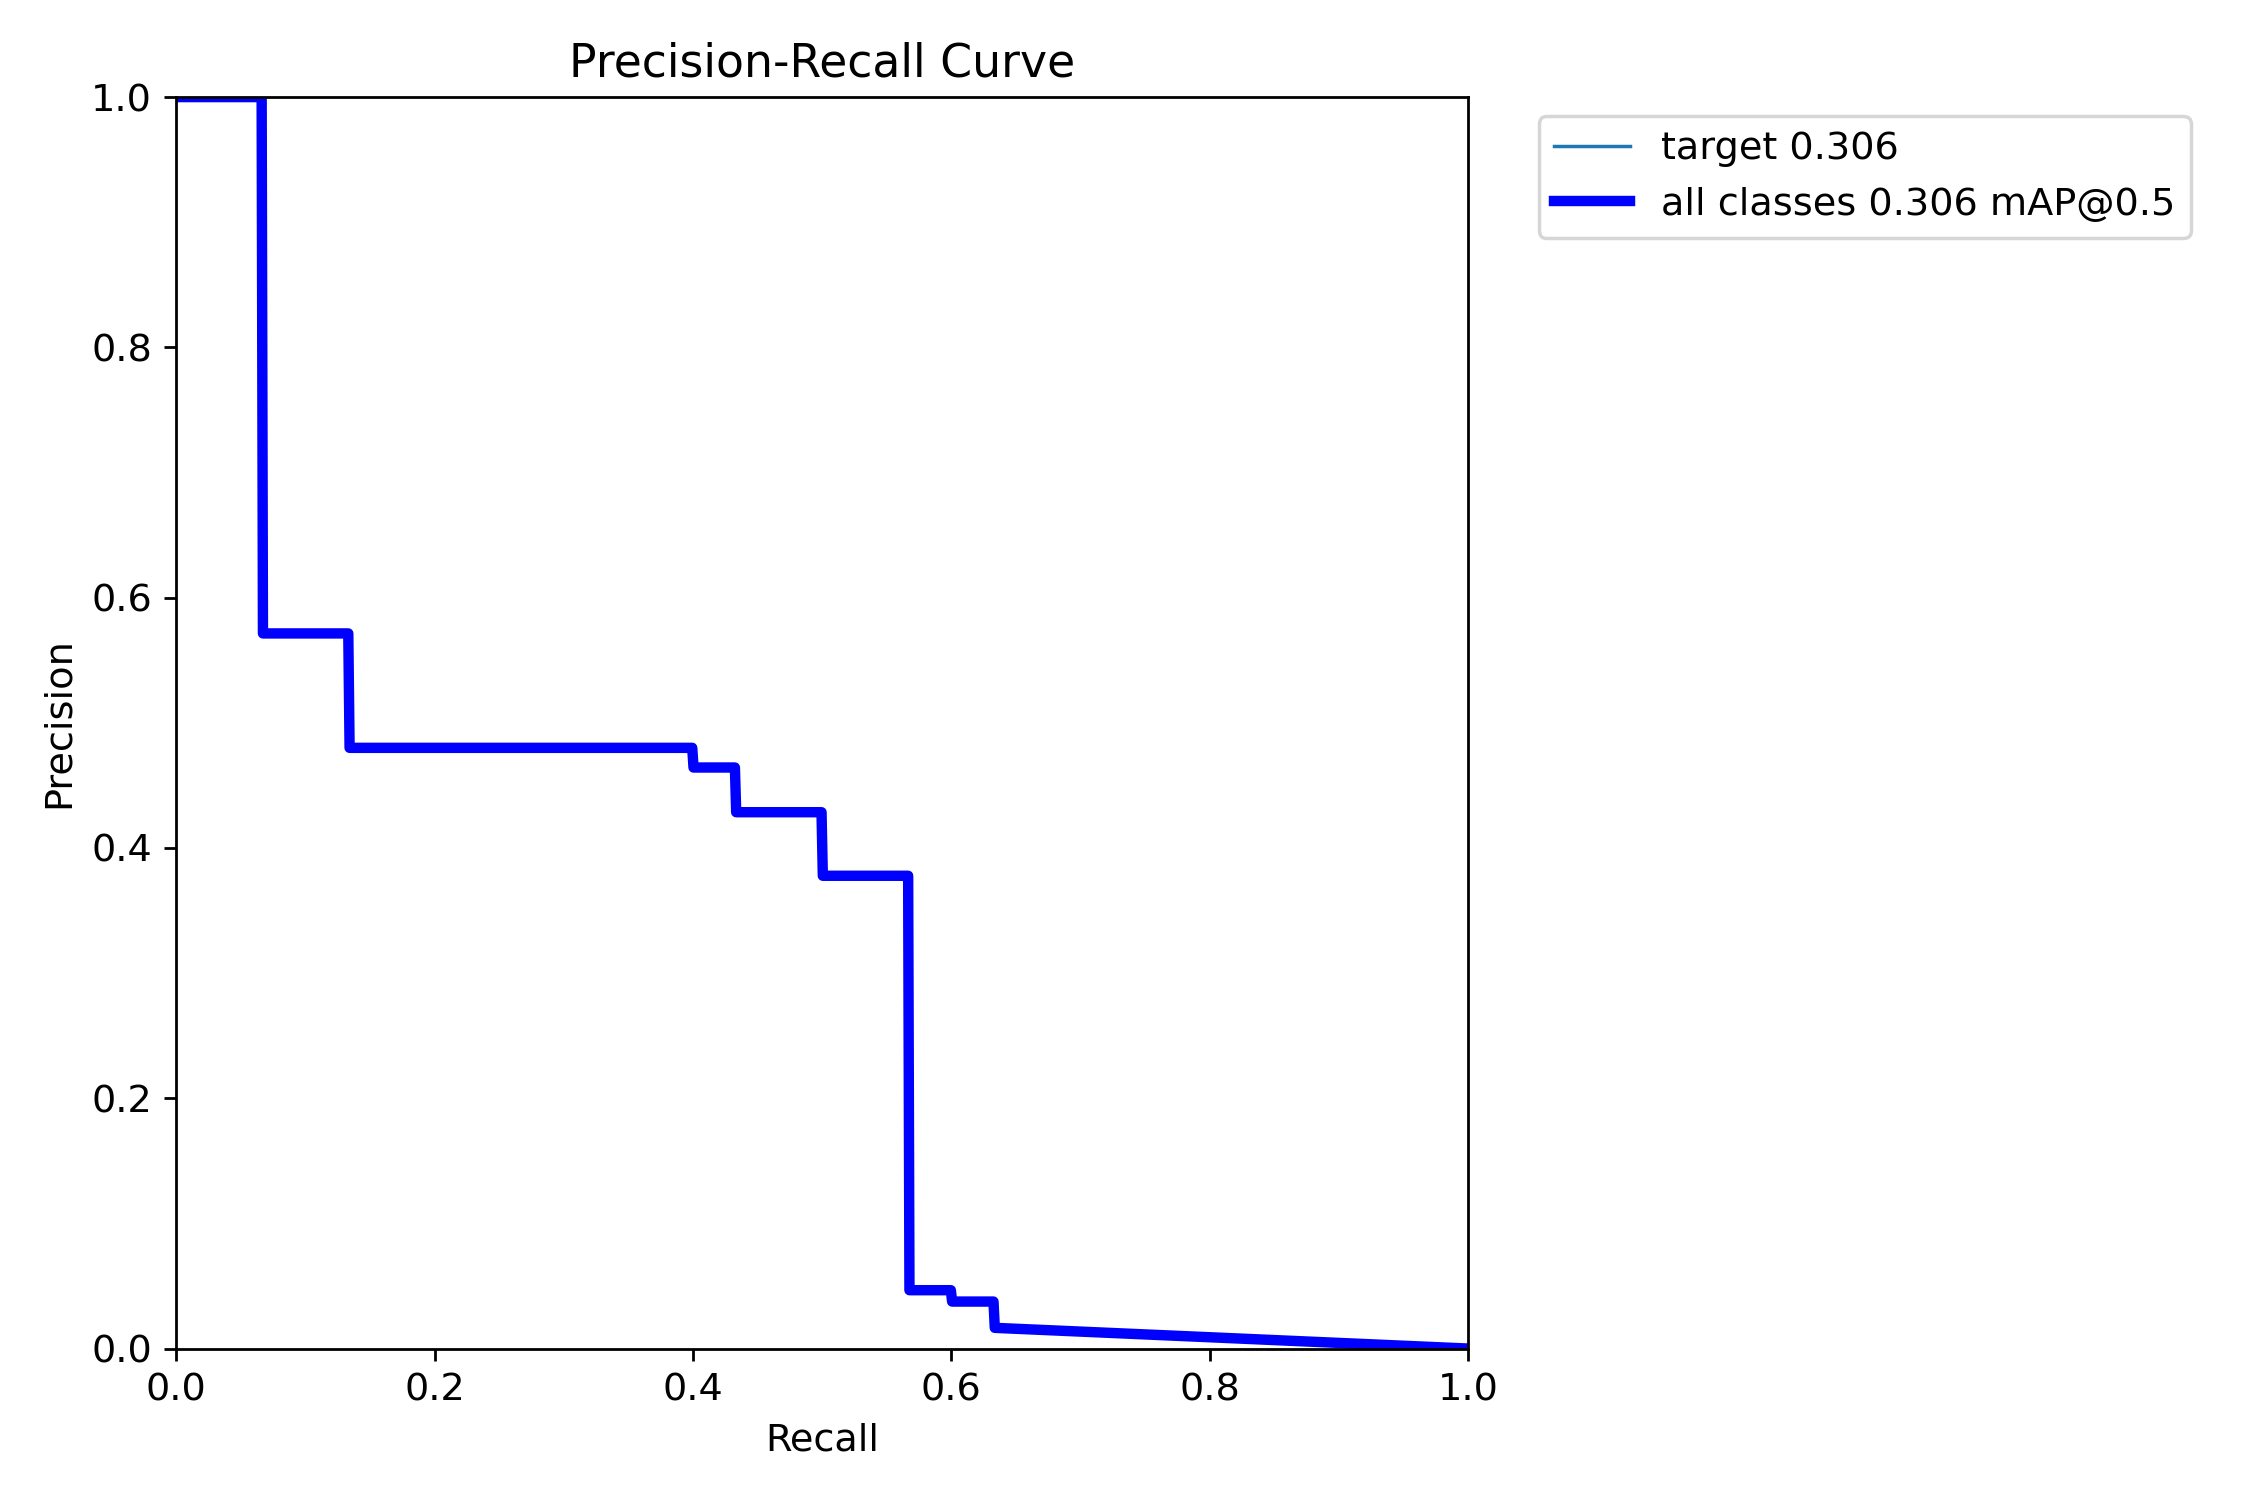 Precision-Recall Curve
1.0
0.8
0.6
0.4
0.2
0.0
Precision
0.0 0.2 0.4 0.6 0.8 1.0
Recall
target 0.306
all classes 0.306 mAP@0.5